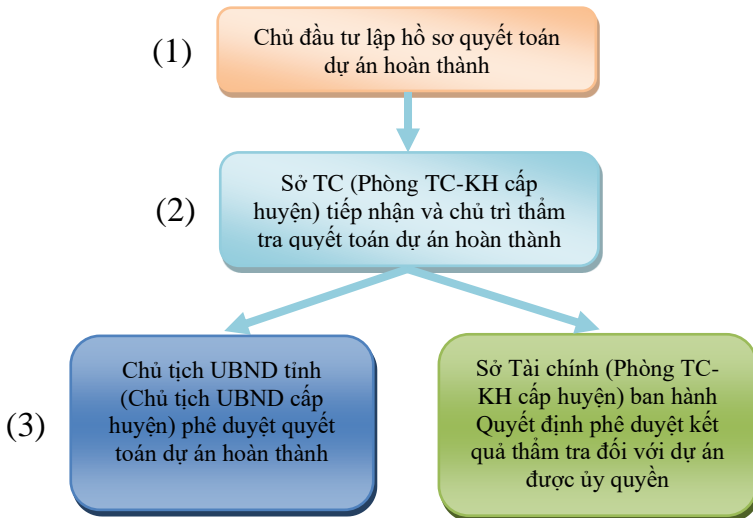 (1)
Chủ đầu tư lập hồ sơ quyết toán
dự án hoàn thành
(2)
Sở TC (Phòng TC-KH cấp
huyện) tiếp nhận và chủ trì thẩm
tra quyết toán dự án hoàn thành
(3)
Chủ tịch UBND tỉnh
(Chủ tịch UBND cấp
huyện) phê duyệt quyết
toán dự án hoàn thành
Sở Tài chính (Phòng TC-
KH cấp huyện) ban hành
Quyết định phê duyệt kết
quả thẩm tra đối với dự án
được ủy quyền